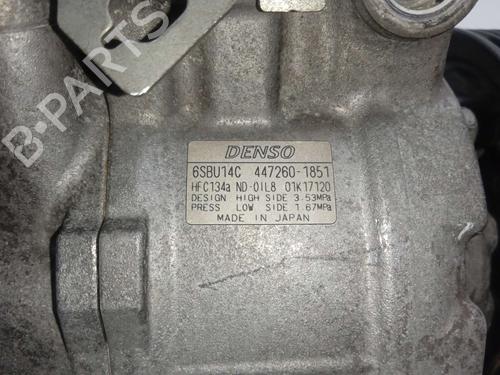 B-PARTS
DENSO
6SBU14C 447260-1851
HFC134a ND-OIL8 01K17120
DESIGN HIGH SIDE 3.53MPa
PRESS LOW SIDE 1.67MPa
MADE IN JAPAN